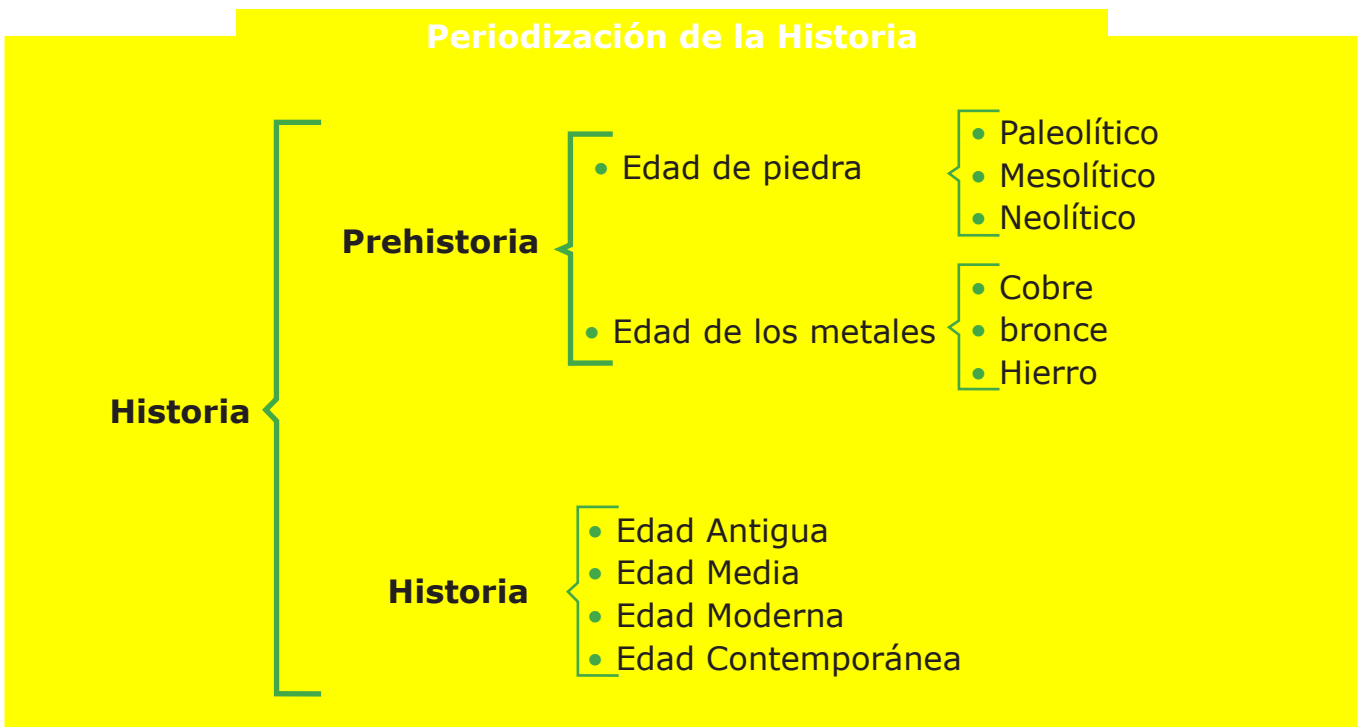 Periodización de la Historia
Historia
Prehistoria
• Edad de piedra
• Paleolítico
• Mesolítico
• Neolítico
• Edad de los metales
• Cobre
• bronce
• Hierro
Historia
• Edad Antigua
• Edad Media
• Edad Moderna
• Edad Contemporánea